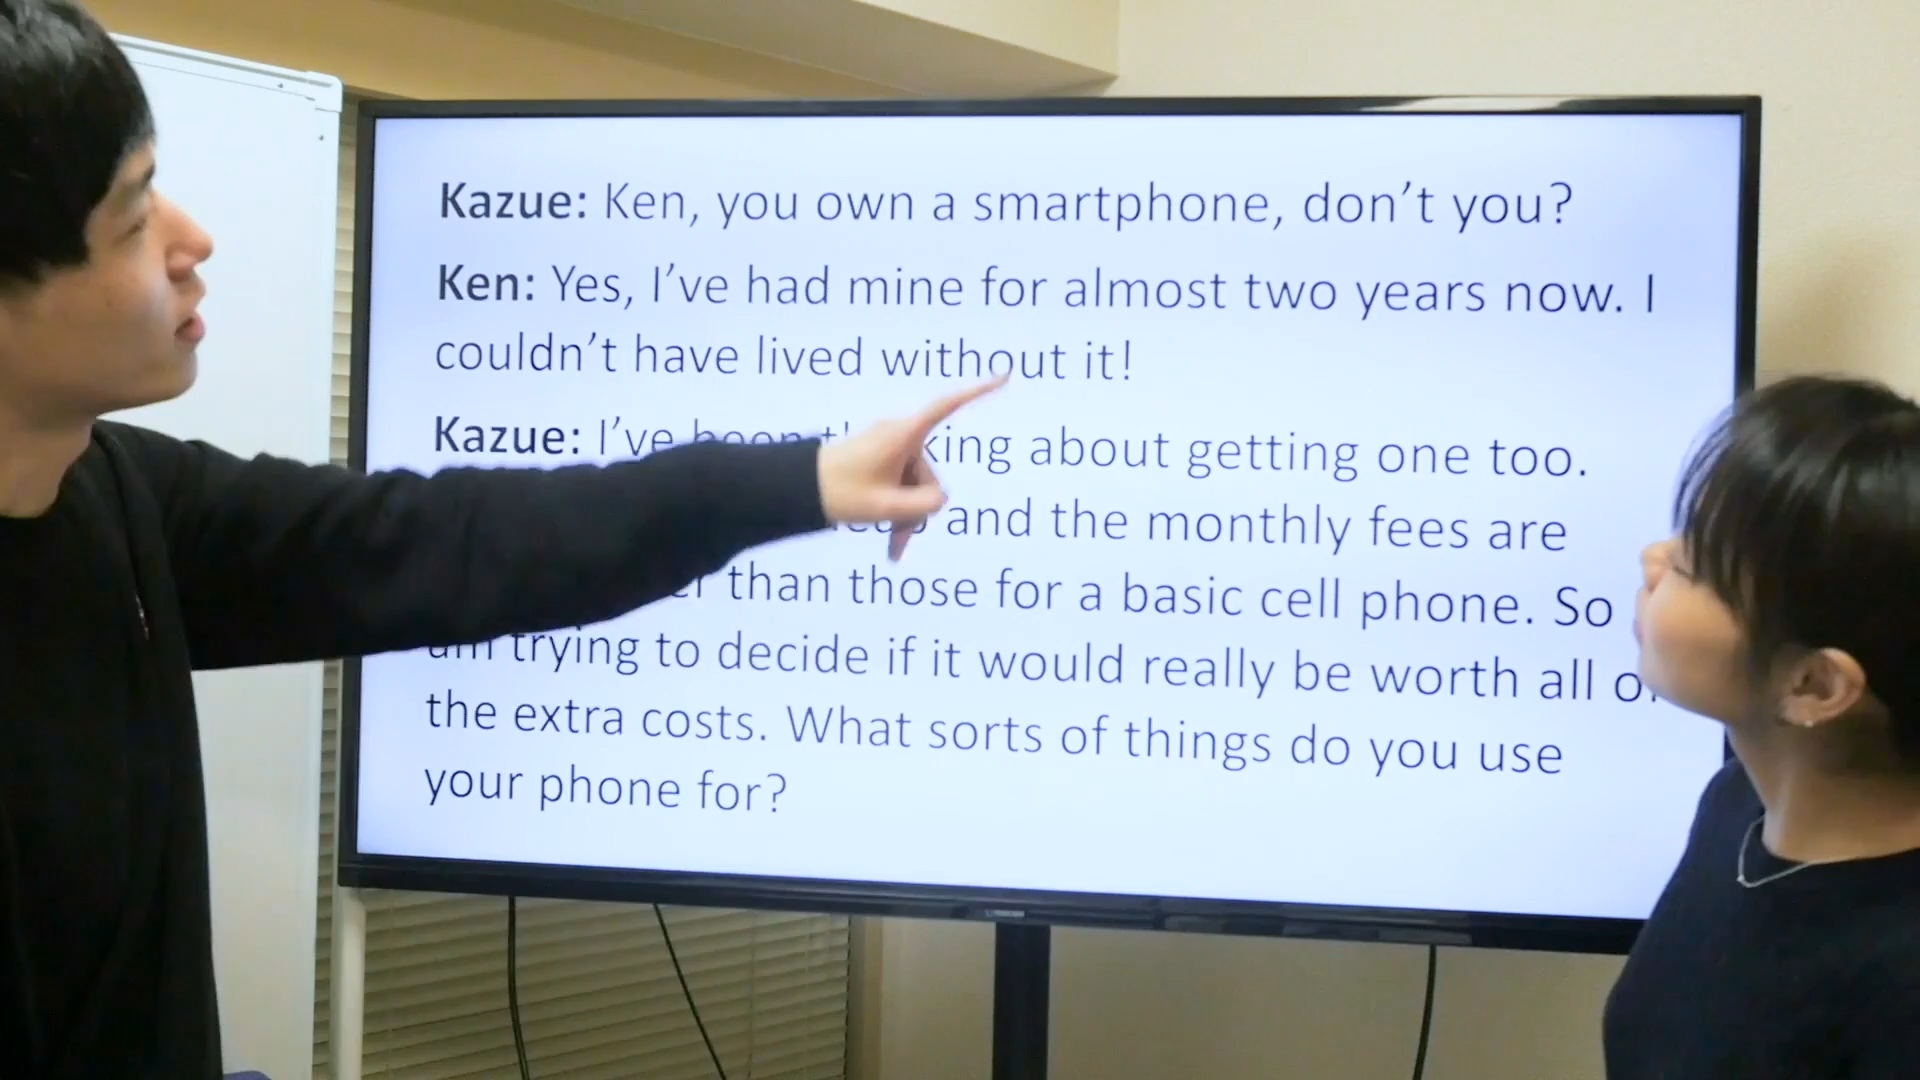 Kazue: Ken, you own a smartphone, don't you?
Ken: Yes, I've had mine for almost two years now. I
couldn't have lived without it!
Kazue: I've been about getting one too.
and the monthly fees are
than those for a basic cell phone. So
trying to decide if it would really be worth all
the extra costs. What sorts of things do you use
your phone for?